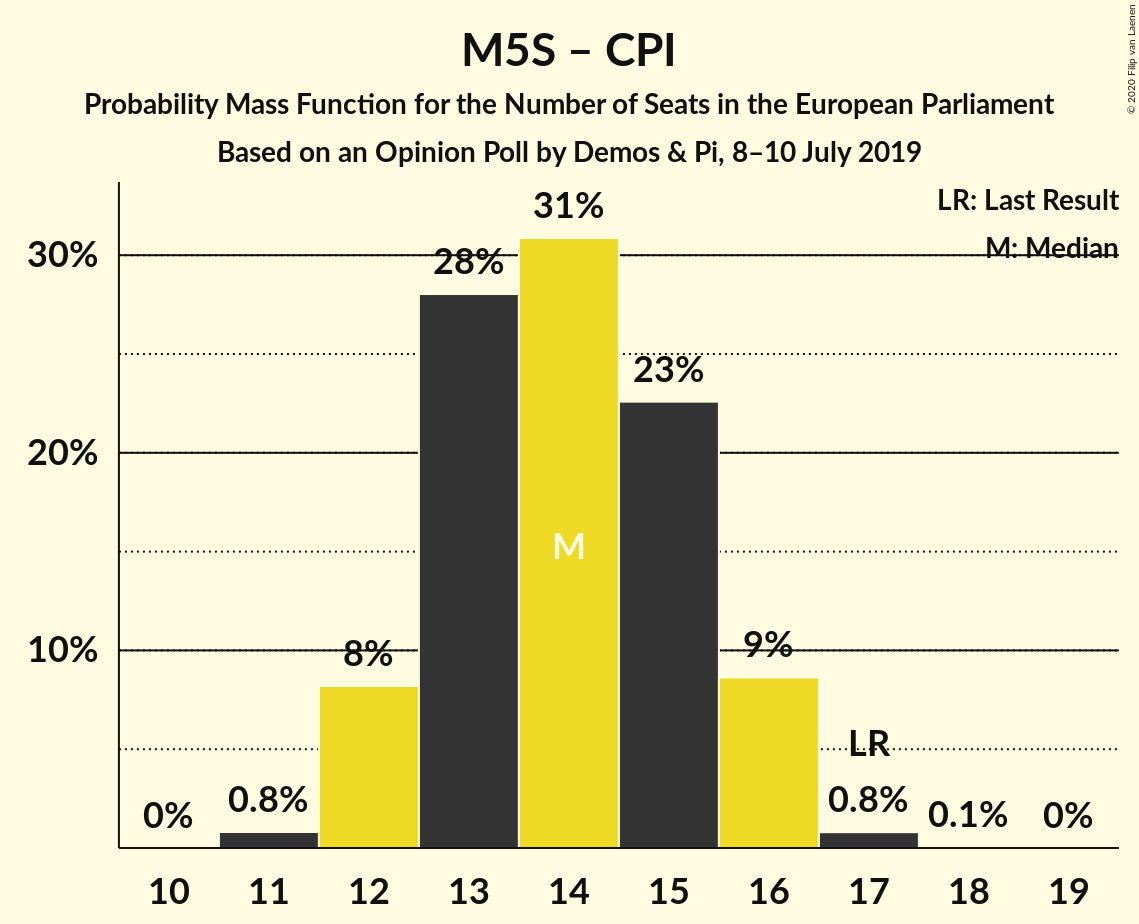 M5S – CPI
Probability Mass Function for the Number of Seats in the European Parliament
Based on an Opinion Poll by Demos & Pi, 8–10 July 2019
© 2020 Filip van Laenen
LR: Last Result
M: Median
30%
20%
10%
0%
0.8%
8%
28%
31%
M
23%
9%
LR
0.8%
0.1%
0%
10 11 12 13 14 15 16 17 18 19